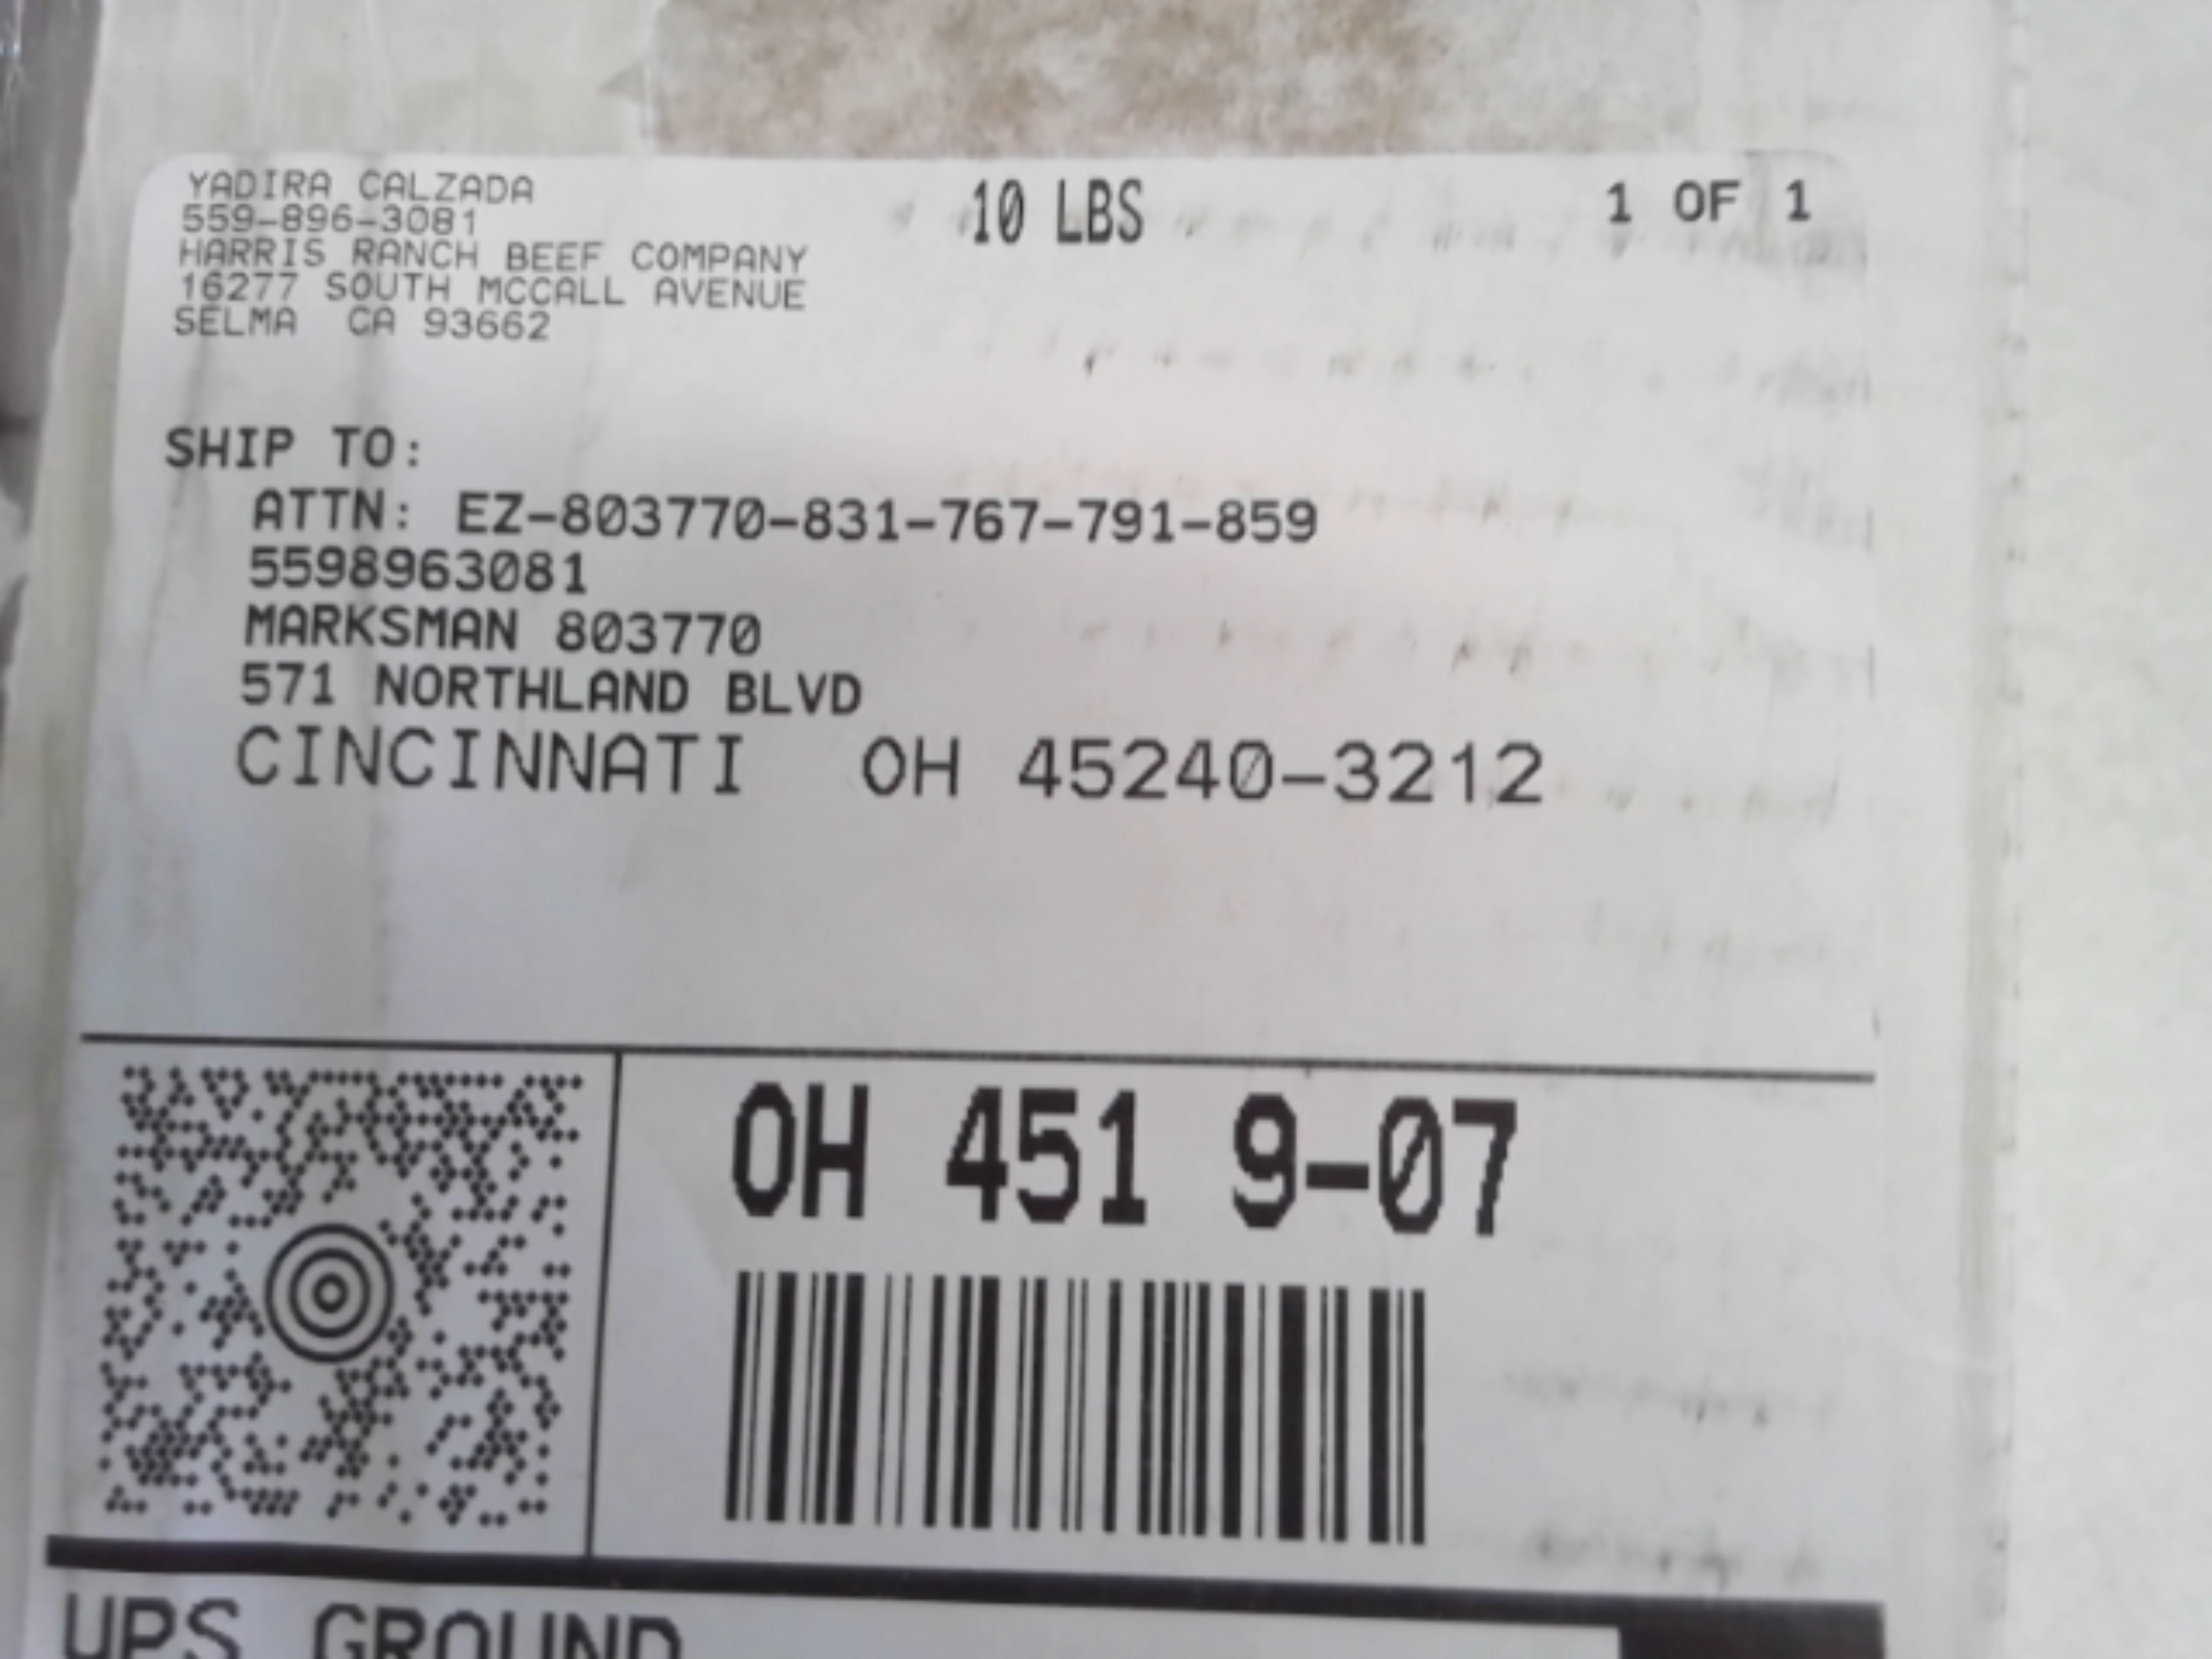 YADIRA CALZADA
559-896-3081
HARRIS RANCH BEEF COMPANY
16277 SOUTH MCCALL AVENUE
SELMA CA 93662
10 LBS
1 OF 1
SHIP TO:
ATTN: EZ-803770-831-767-791-859
5598963081
MARKSMAN 803770
571 NORTHLAND BLVD
CINCINNATI OH 45240-3212
OH 451 9-07
UPS GROUND